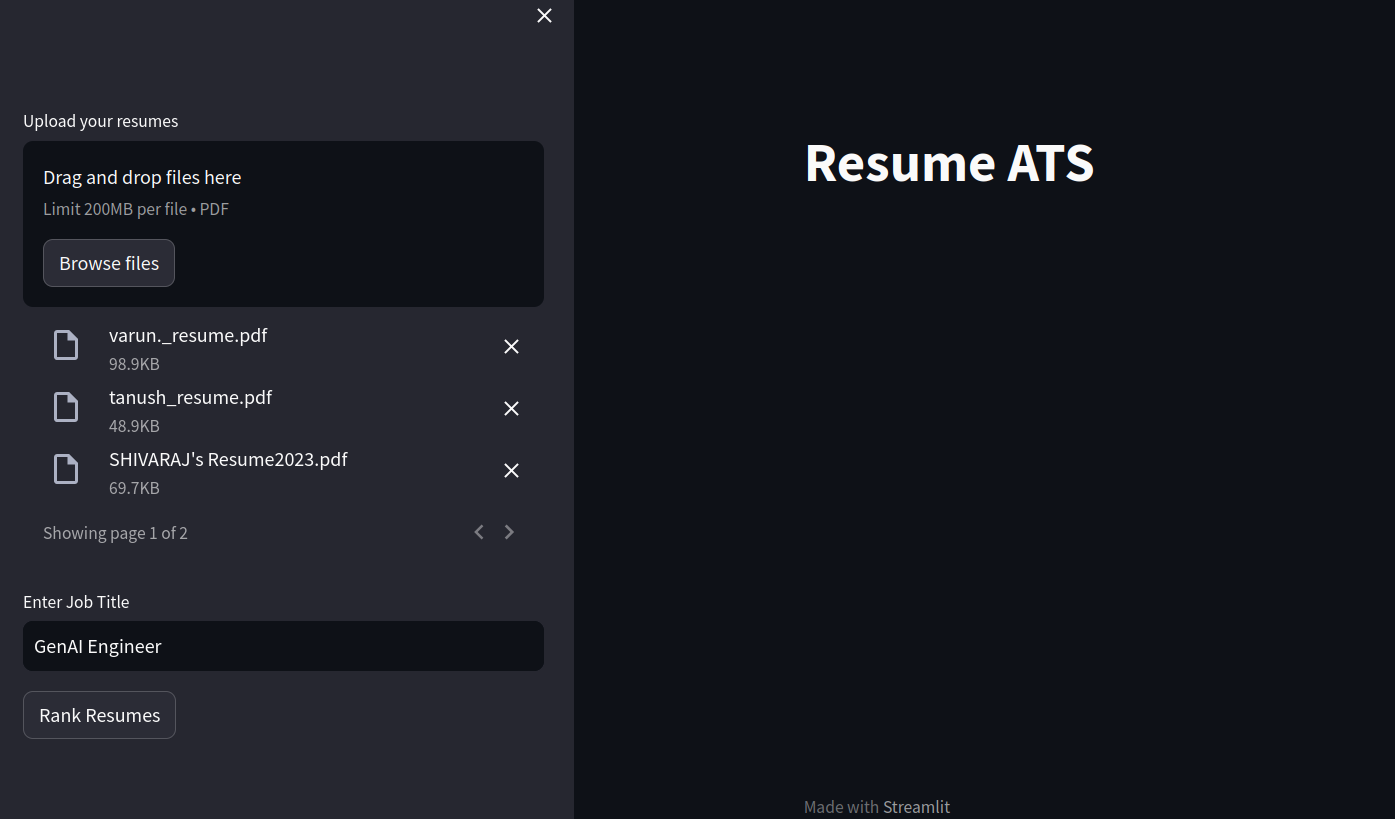 Upload your resumes
Drag and drop files here
Limit 200MB per file • PDF
Browse files
varun._resume.pdf
98.9KB
tanush_resume.pdf
48.9KB
SHIVARAJ's Resume2023.pdf
69.7KB
Showing page 1 of 2
Enter Job Title
GenAI Engineer
Rank Resumes
Resume ATS
Made with Streamlit